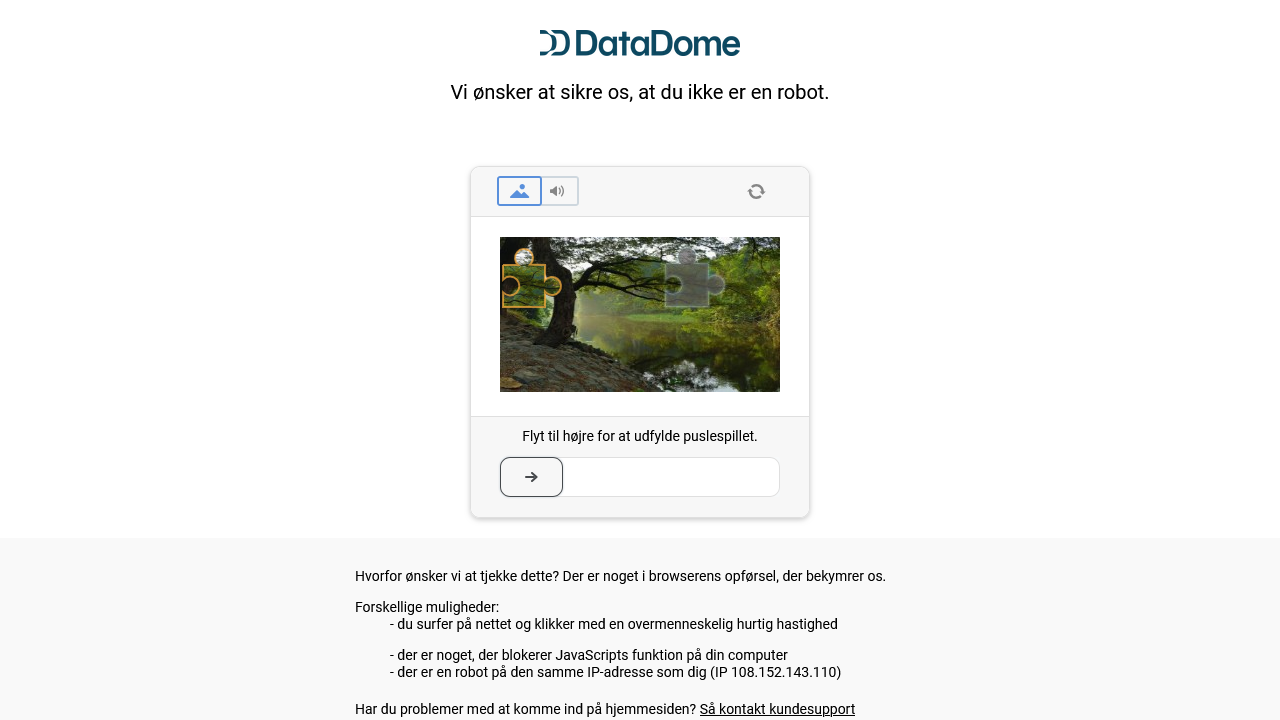 DataDome
Vi ønsker at sikre os, at du ikke er en robot.
Flyt til højre for at udfylde puslespillet.
Hvorfor ønsker vi at tjekke dette? Der er noget i browserens opførsel, der bekymrer os.
Forskellige muligheder:
- du surfer på nettet og klikker med en overmenneskelig hurtig hastighed
- der er noget, der blokerer JavaScripts funktion på din computer
- der er en robot på den samme IP-adresse som dig (IP 108.152.143.110)
Har du problemer med at komme ind på hjemmesiden? Så kontakt kundesupport